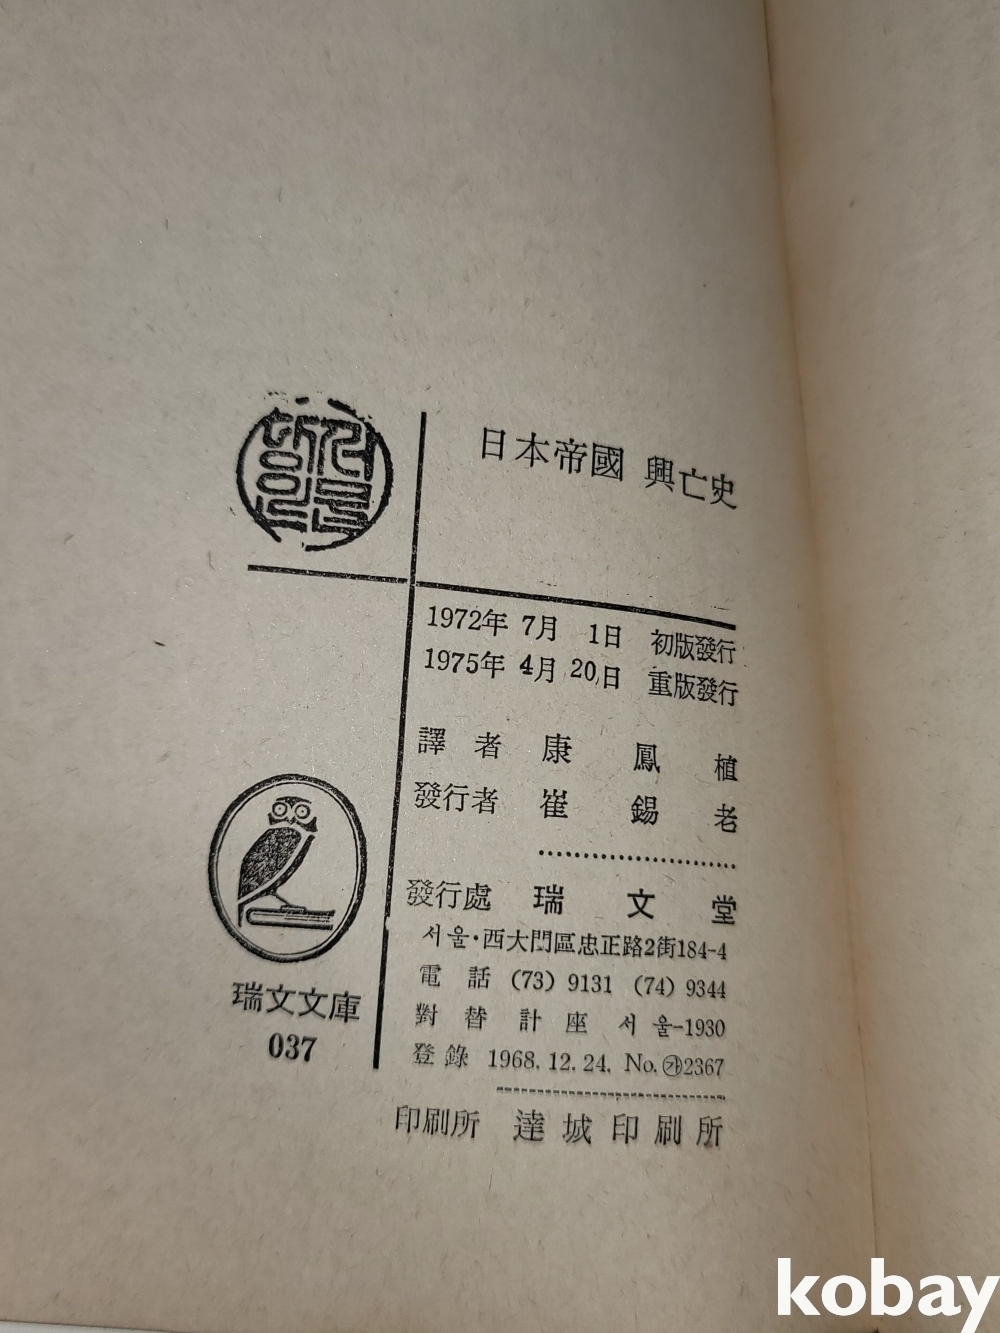 日本帝國 興亡史
1972年 7月 1日 初版發行
1975年 4月 20日 重版發行
譯者 康鳳植
發行者 崔錫老
發行處 瑞文堂
서울·西大門區忠正路2街184-4
電話 (73) 9131 (74) 9344
對替計座 서울-1930
登錄 1968.12.24. No.㉮2367
印刷所 達城印刷所
瑞文文庫
037
kobay